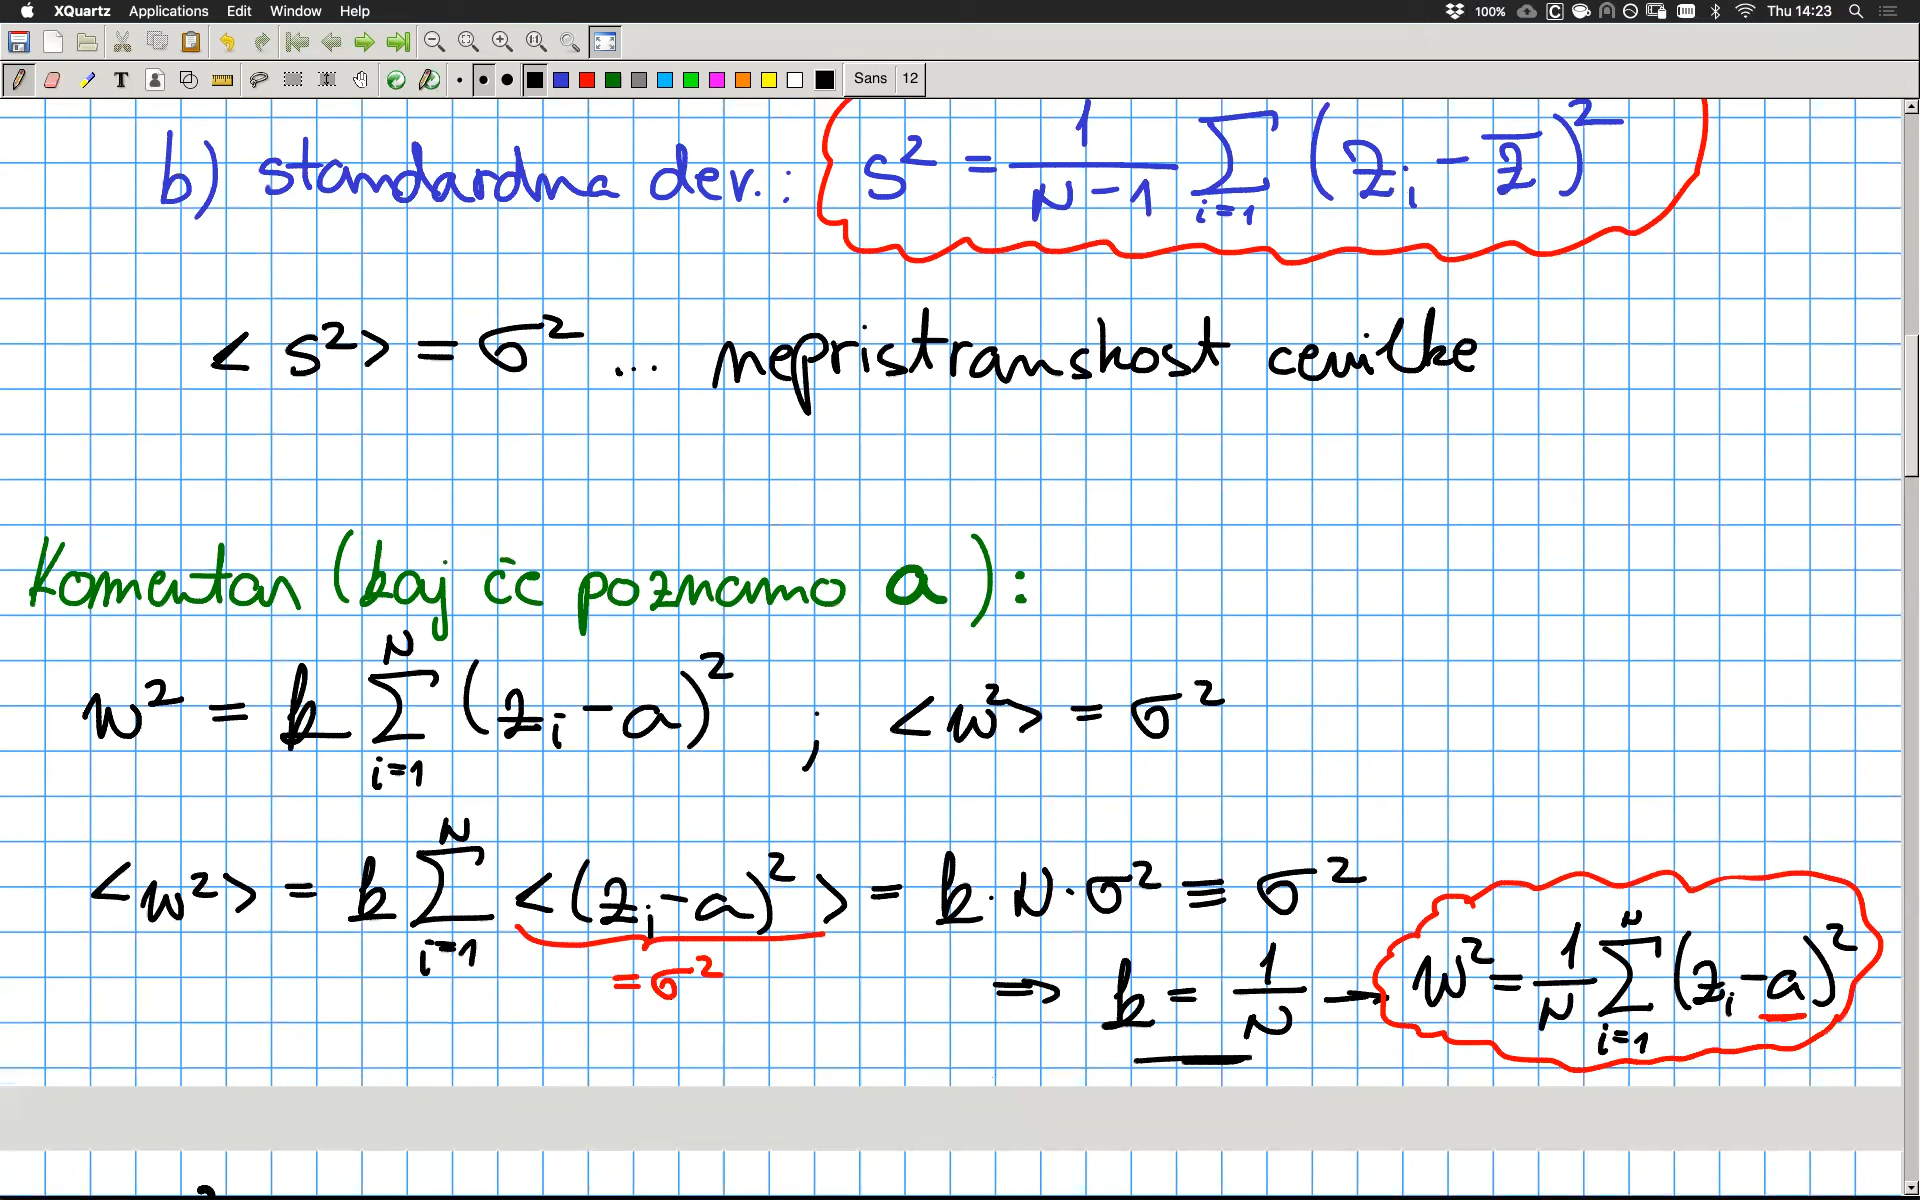 XQuartz Applications Edit Window Help 100% Thu 14:23
Sans 12
b) standardna dev.: s² = 1/(N-1) Σ_{i=1} (z_i - z̄)²
<s²> = σ² ... nepristranskost cenilke
Komentar (kaj če poznamo a):
w² = k Σ_{i=1}^{N} (z_i - a)² ; <w²> = σ²
<w²> = k Σ_{i=1}^{N} <(z_i - a)²> = k · N · σ² ≡ σ²
= σ²
⇒ k = 1/N → w² = 1/N Σ_{i=1}^{N} (z_i - a)²